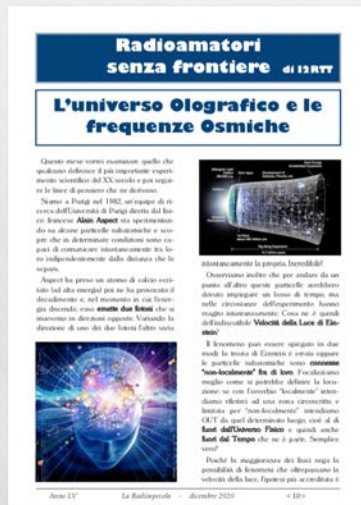 Radioamatori
senza frontiere di I2RTT
L'universo Olografico e le
frequenze Osmiche
Questo mese vorrei esaminare quello che
qualcuno definisce il più importante esperi-
mento scientifico del XX secolo e poi segui-
re le linee di pensiero che ne derivano.
Siamo a Parigi nel 1982, un'equipe di ri-
cerca dell'Università di Parigi diretta dal fisi-
co francese Alain Aspect sta sperimentan-
do su alcune particelle subatomiche e sco-
pre che in determinate condizioni sono ca-
paci di comunicare istantaneamente fra lo-
ro indipendentemente dalla distanza che le
separa.
Aspect ha preso un atomo di calcio ecci-
tato (ad alta energia) poi ne ha provocato il
decadimento e, nel momento in cui l'ener-
gia discende, esso emette due fotoni che si
muovono in direzioni opposte. Variando la
direzione di uno dei due fotoni l'altro varia
istantaneamente la propria. Incredibile!
Osserviamo inoltre che per andare da un
punto all'altro queste particelle avrebbero
dovuto impiegare un lasso di tempo, ma
nelle circostanze dell'esperimento hanno
reagito istantaneamente. Cosa ne è quindi
dell'indiscutibile Velocità della Luce di Ein-
stein?
Il fenomeno può essere spiegato in due
modi: la teoria di Einstein è errata oppure
le particelle subatomiche sono connesse
"non-localmente" fra di loro. Focalizziamo
meglio come si potrebbe definire la locu-
zione: se con l'avverbio "localmente" inten-
diamo riferirci ad una zona circoscritta e
limitata per "non-localmente" intendiamo
OUT da quel determinato luogo, cioè al di
fuori dall'Universo Fisico e quindi anche
fuori dal Tempo che ne è parte. Semplice
vero?
Poiché la maggioranza dei fisici nega la
possibilità di fenomeni che oltrepassano la
velocità della luce, l'ipotesi più accreditata è
Anno LV La Radiospecola - dicembre 2020 < 10 >